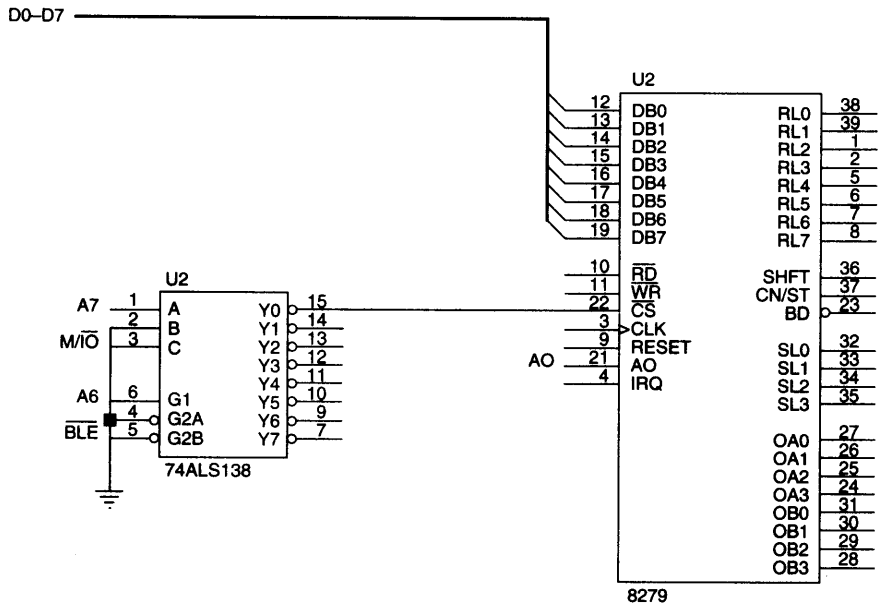 D0–D7
U2
12 DB0 RL0 38
13 DB1 RL1 39
14 DB2 RL2 1
15 DB3 RL3 2
16 DB4 RL4 5
17 DB5 RL5 6
18 DB6 RL6 7
19 DB7 RL7 8
10 RD SHFT 36
11 WR CN/ST 37
22 CS BD 23
3 CLK
9 RESET SL0 32
AO 21 AO SL1 33
4 IRQ SL2 34
SL3 35
OA0 27
OA1 26
OA2 25
OA3 24
OB0 31
OB1 30
OB2 29
OB3 28
8279
U2
A7 1 A Y0 15
2 B Y1 14
M/IO 3 C Y2 13
Y3 12
Y4 11
A6 6 G1 Y5 10
4 G2A Y6 9
BLE 5 G2B Y7 7
74ALS138